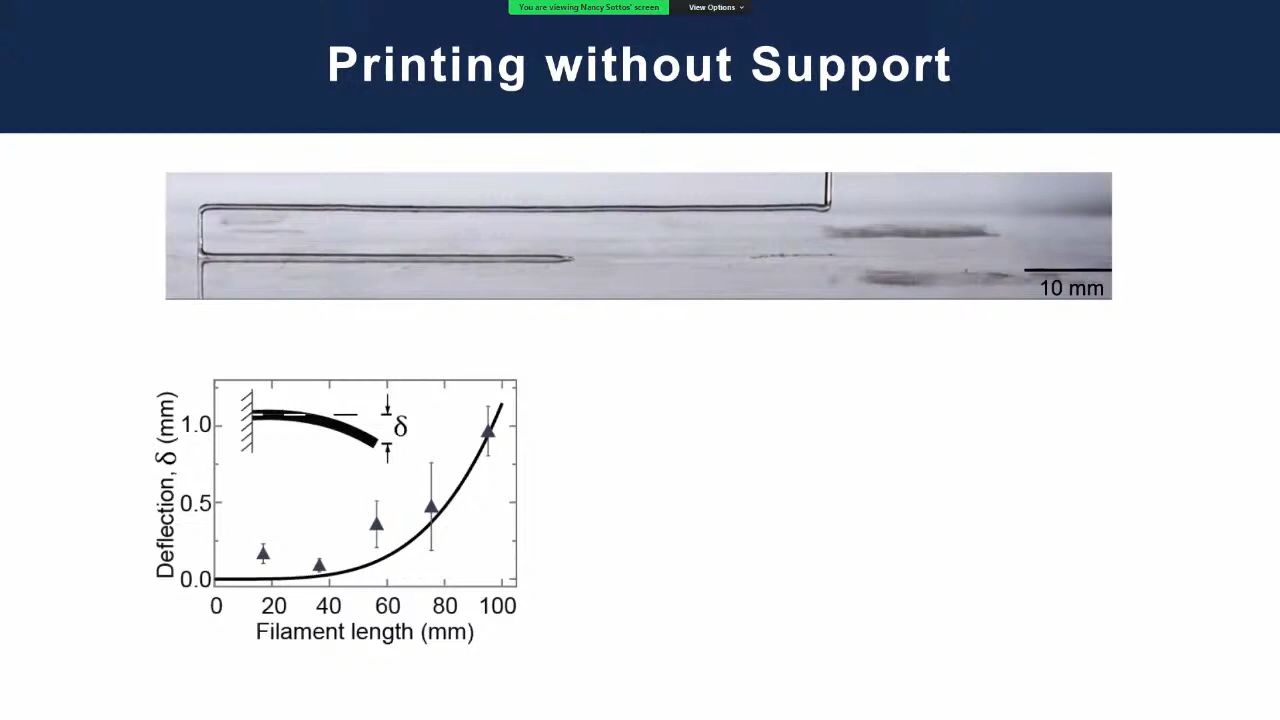 You are viewing Nancy Sottos' screen
View Options
Printing without Support
10 mm
δ
Deflection, δ (mm)
1.0
0.5
0.0
0 20 40 60 80 100
Filament length (mm)